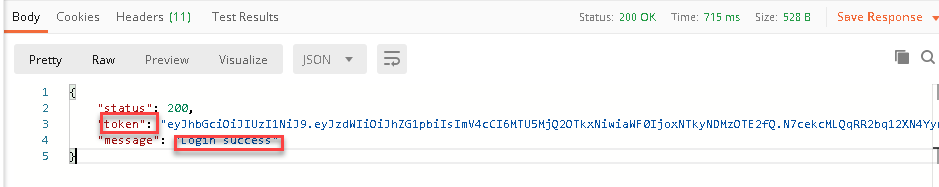 Body Cookies Headers (11) Test Results Status: 200 OK Time: 715 ms Size: 528 B Save Response
Pretty Raw Preview Visualize JSON
1 {
2 "status": 200,
3 "token": "eyJhbGciOiJIUzI1NiJ9.eyJzdWIiOiJhZG1pbiIsImV4cCI6MTU5MjQ2OTkxNiwiaWF0IjoxNTkyNDMzOTE2fQ.N7cekcMLQqRR2bq12XN4Yy
4 "message": "Login success"
5 }